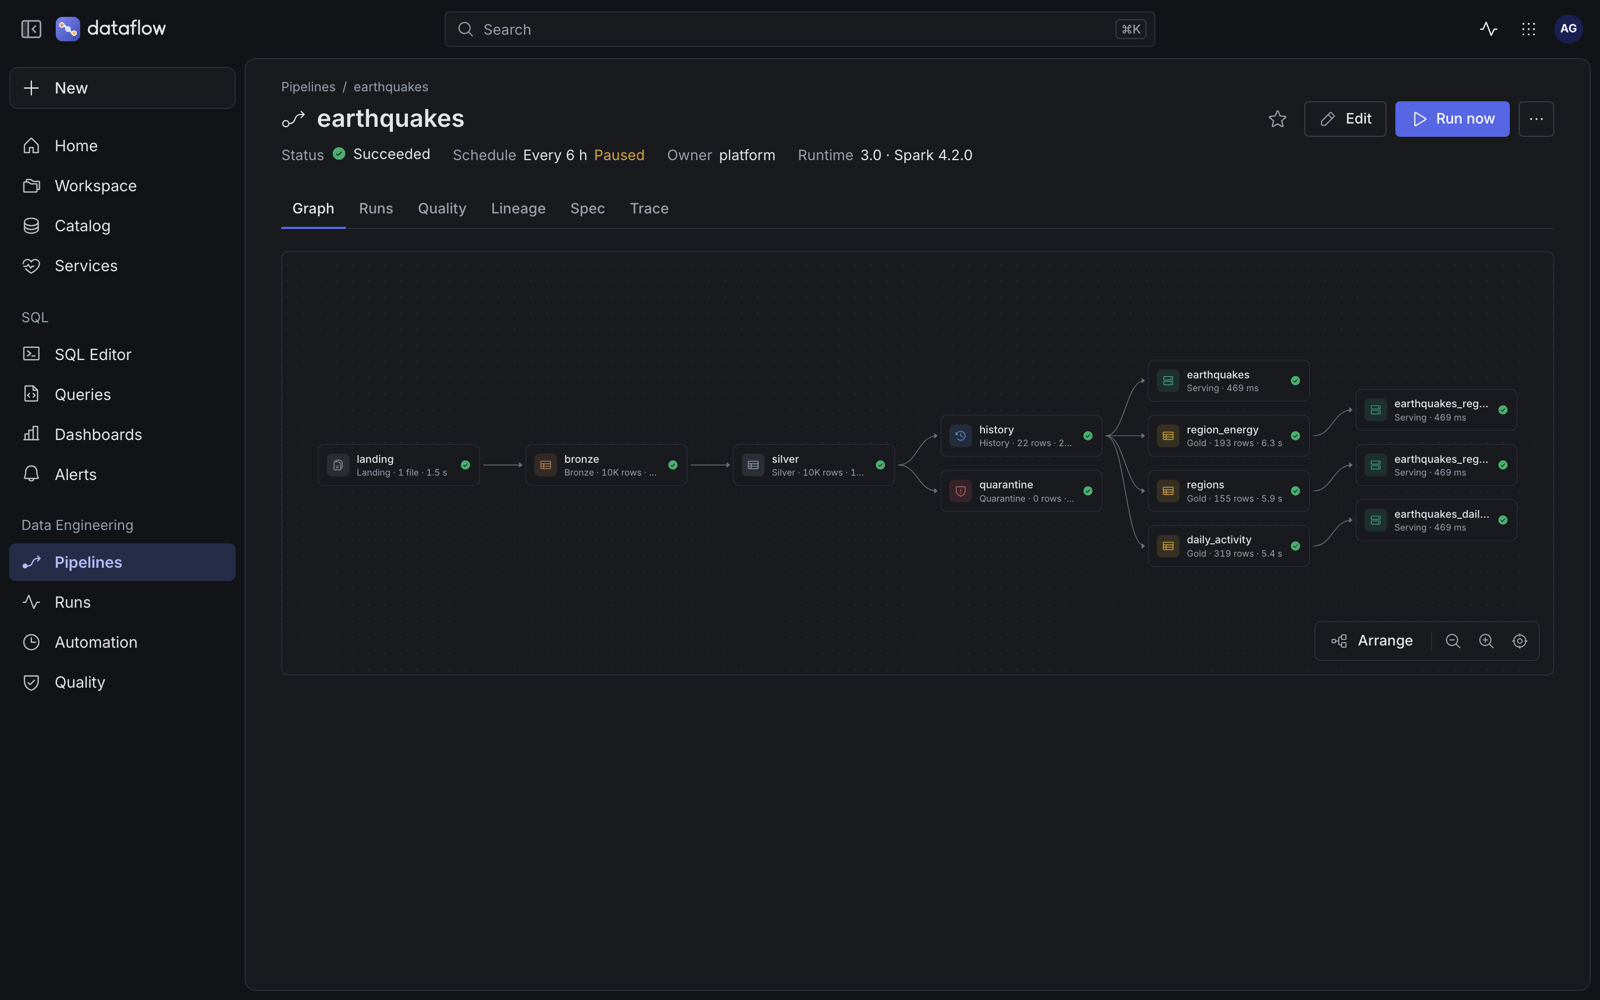 dataflow
Search
⌘K
AG
New
Home
Workspace
Catalog
Services
SQL
SQL Editor
Queries
Dashboards
Alerts
Data Engineering
Pipelines
Runs
Automation
Quality
Pipelines / earthquakes
earthquakes
Edit
Run now
Status Succeeded Schedule Every 6 h Paused Owner platform Runtime 3.0 · Spark 4.2.0
Graph Runs Quality Lineage Spec Trace
landing
Landing · 1 file · 1.5 s
bronze
Bronze · 10K rows · ...
silver
Silver · 10K rows · 1...
history
History · 22 rows · 2...
quarantine
Quarantine · 0 rows ·...
earthquakes
Serving · 469 ms
region_energy
Gold · 193 rows · 6.3 s
regions
Gold · 155 rows · 5.9 s
daily_activity
Gold · 319 rows · 5.4 s
earthquakes_reg...
Serving · 469 ms
earthquakes_reg...
Serving · 469 ms
earthquakes_dail...
Serving · 469 ms
Arrange